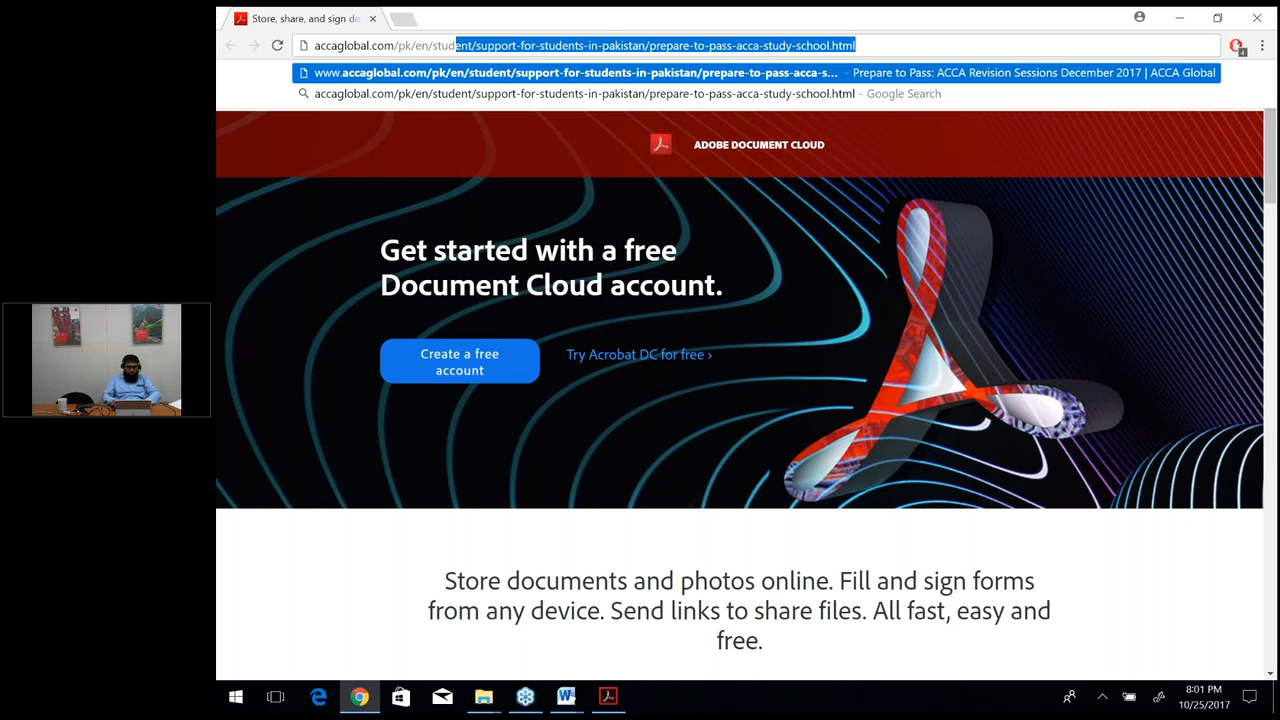 Store, share, and sign do
accaglobal.com/pk/en/student/support-for-students-in-pakistan/prepare-to-pass-acca-study-school.html
4
www.accaglobal.com/pk/en/student/support-for-students-in-pakistan/prepare-to-pass-acca-s... - Prepare to Pass: ACCA Revision Sessions December 2017 | ACCA Global
accaglobal.com/pk/en/student/support-for-students-in-pakistan/prepare-to-pass-acca-study-school.html - Google Search
ADOBE DOCUMENT CLOUD
Get started with a free
Document Cloud account.
Create a free
account
Try Acrobat DC for free ›
Store documents and photos online. Fill and sign forms
from any device. Send links to share files. All fast, easy and
free.
8:01 PM
10/25/2017